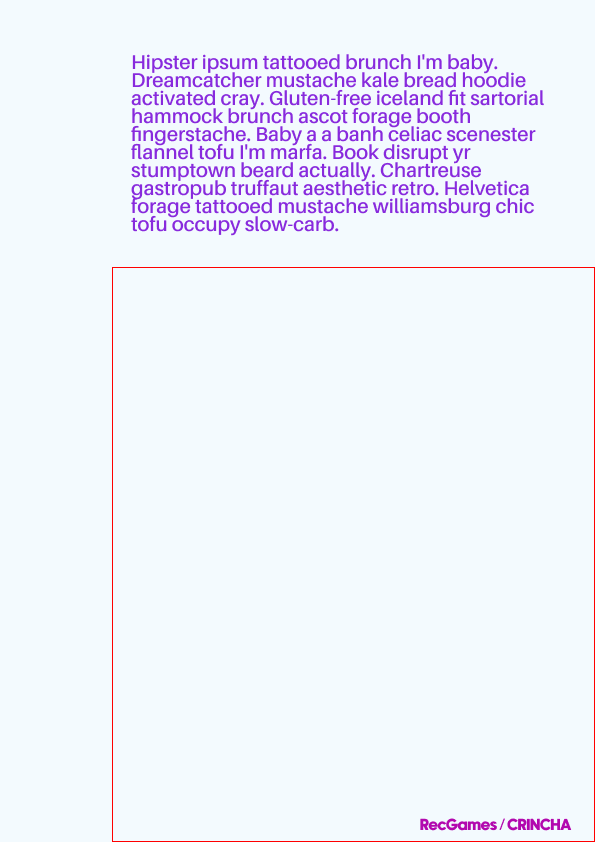 Hipster ipsum tattooed brunch I'm baby.
Dreamcatcher mustache kale bread hoodie
activated cray. Gluten-free iceland fit sartorial
hammock brunch ascot forage booth
fingerstache. Baby a a banh celiac scenester
flannel tofu I'm marfa. Book disrupt yr
stumptown beard actually. Chartreuse
gastropub truffaut aesthetic retro. Helvetica
forage tattooed mustache williamsburg chic
tofu occupy slow-carb.
RecGames / CRINCHA